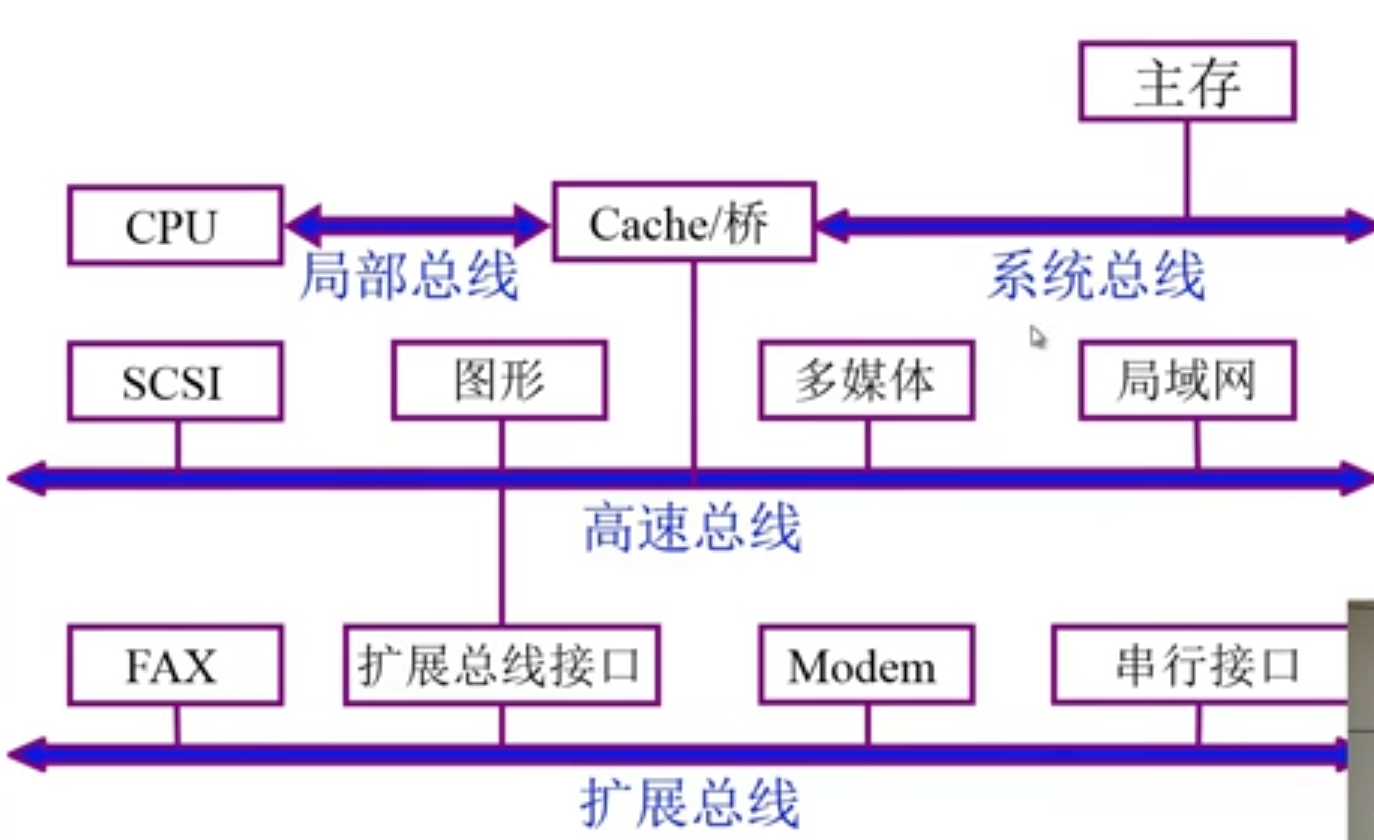 主存
CPU
Cache/桥
局部总线
系统总线
SCSI
图形
多媒体
局域网
高速总线
FAX
扩展总线接口
Modem
串行接口
扩展总线